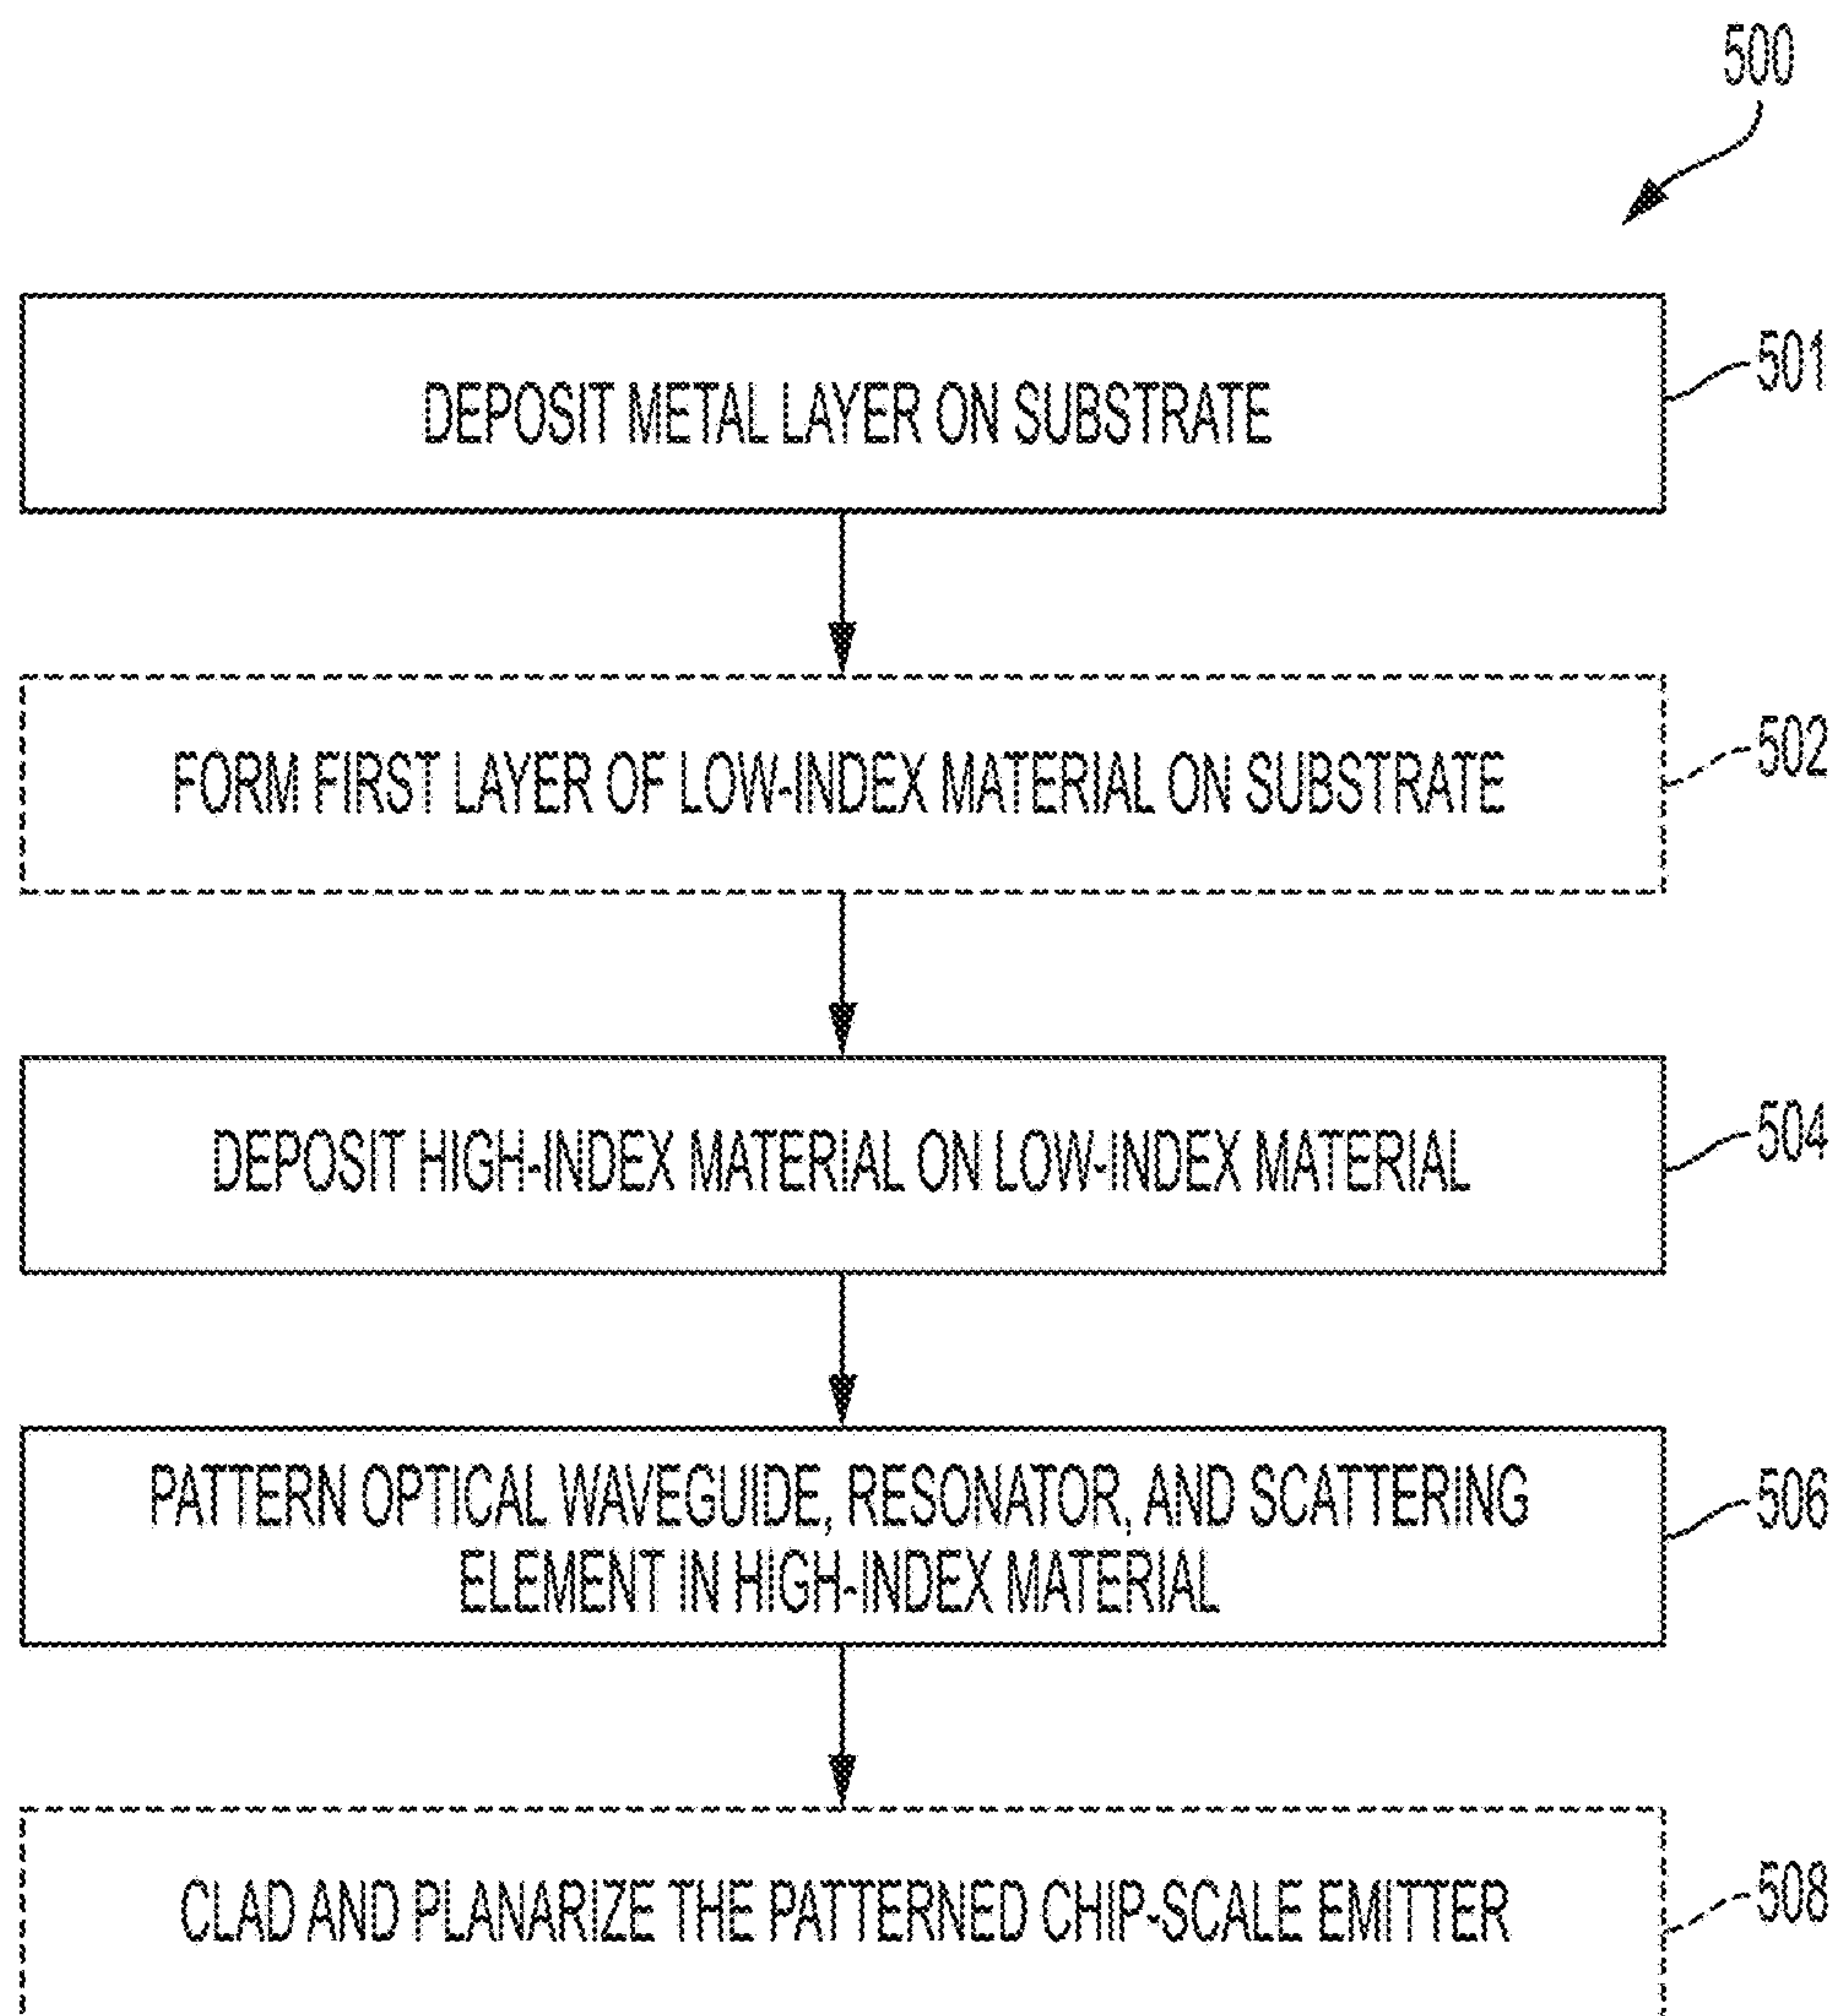 500
DEPOSIT METAL LAYER ON SUBSTRATE
501
FORM FIRST LAYER OF LOW-INDEX MATERIAL ON SUBSTRATE
502
DEPOSIT HIGH-INDEX MATERIAL ON LOW-INDEX MATERIAL
504
PATTERN OPTICAL WAVEGUIDE, RESONATOR, AND SCATTERING
ELEMENT IN HIGH-INDEX MATERIAL
506
CLAD AND PLANARIZE THE PATTERNED CHIP-SCALE EMITTER
508